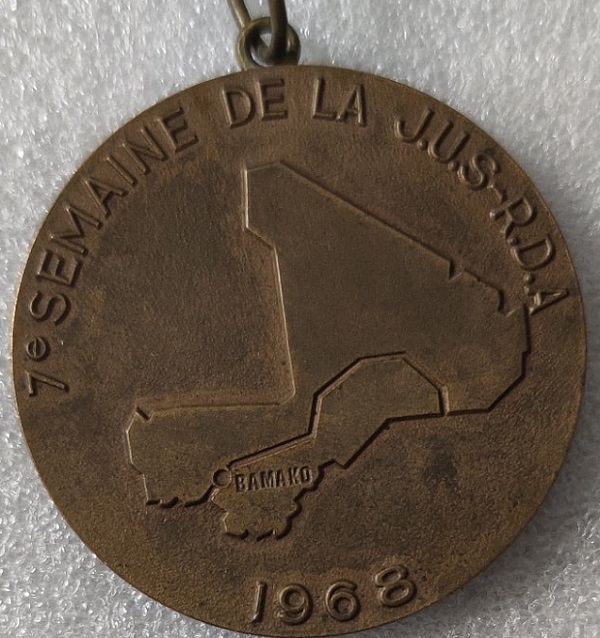 7e SEMAINE DE LA J.U.S-R.D.A
BAMAKO
1968